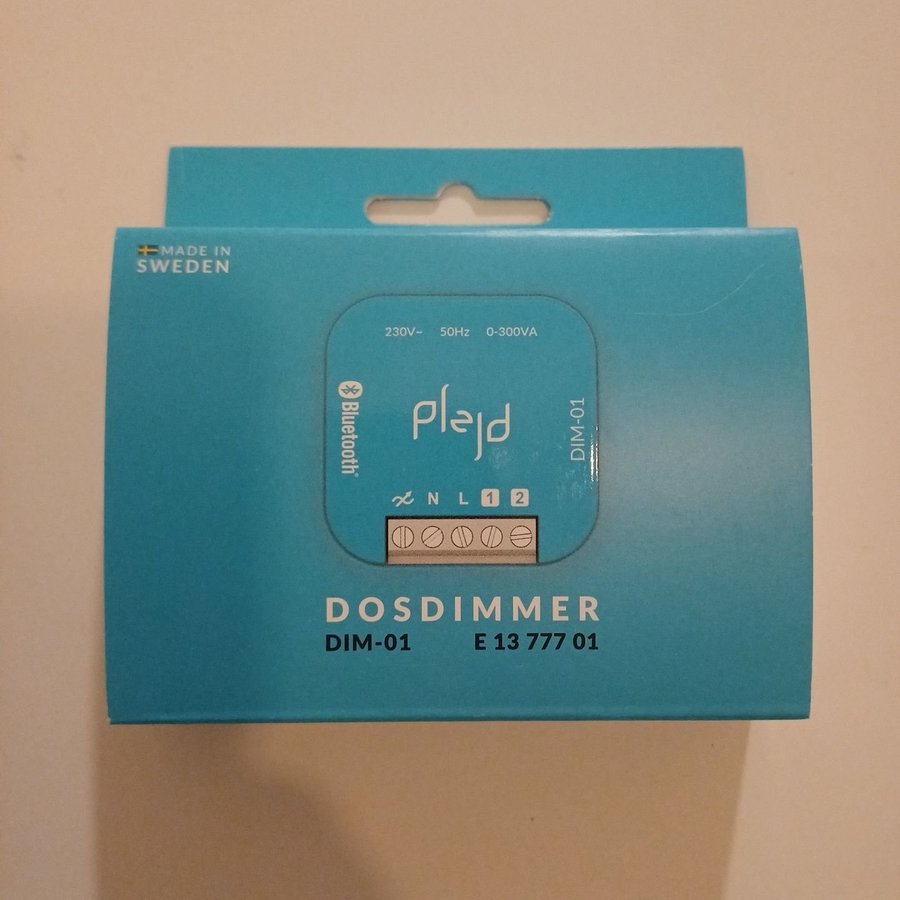 MADE IN
SWEDEN
230V~ 50Hz 0-300VA
Bluetooth®
plejd
DIM-01
N L 1 2
DOSDIMMER
DIM-01 E 13 777 01